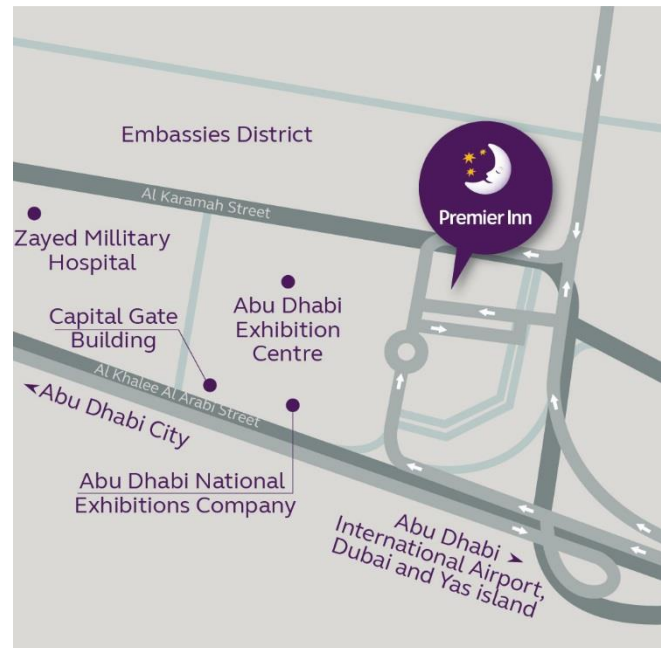 Embassies District
Premier Inn
Al Karamah Street
Zayed Millitary
Hospital
Capital Gate
Building
Abu Dhabi
Exhibition
Centre
Al Khalee Al Arabi Street
Abu Dhabi City
Abu Dhabi National
Exhibitions Company
Abu Dhabi
International Airport,
Dubai and Yas island